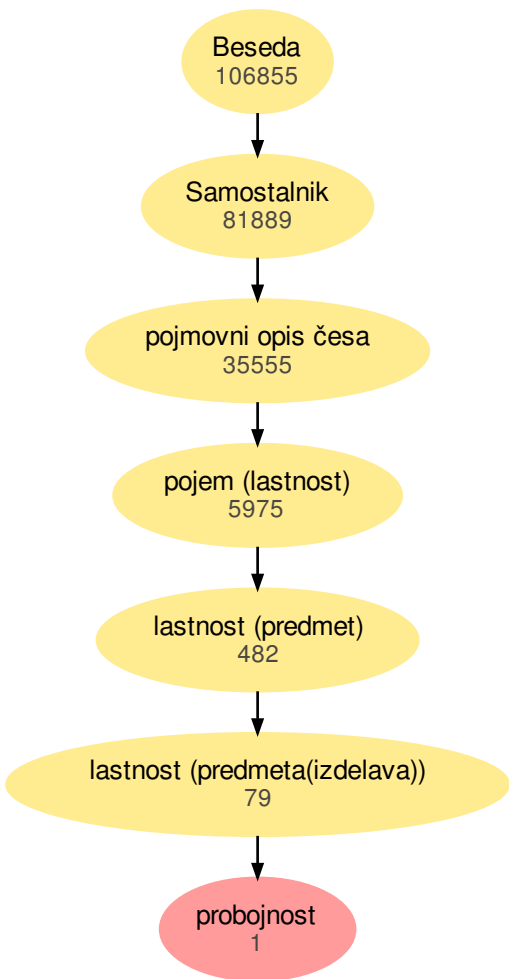 Beseda
106855
Samostalnik
81889
pojmovni opis česa
35555
pojem (lastnost)
5975
lastnost (predmet)
482
lastnost (predmeta(izdelava))
79
probojnost
1